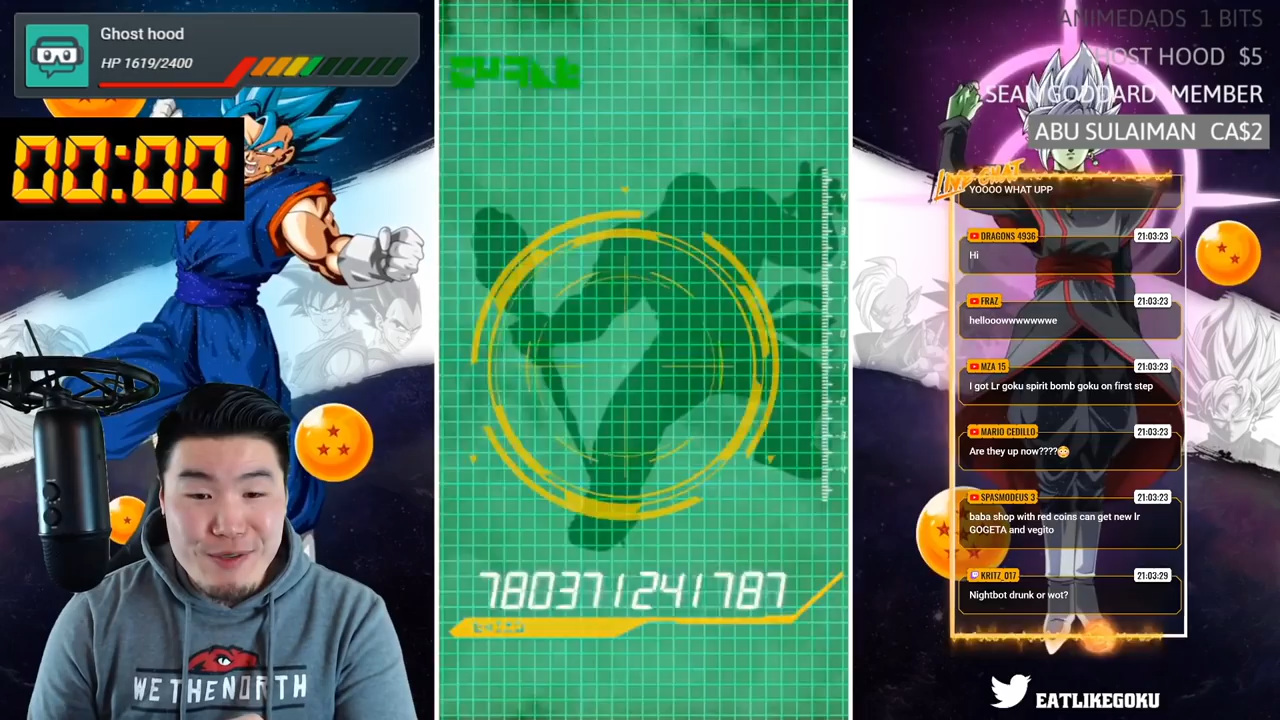 Ghost hood
HP 1619/2400
00:00
ANIMEDADS 1 BITS
HOST HOOD $5
SEAN GODDARD MEMBER
ABU SULAIMAN CA$2
LIVE CHAT
YOOOO WHAT UPP
DRAGONS 4936 21:03:23
Hi
FRAZ 21:03:23
hellooowwwwwwwe
MZA 15 21:03:23
I got Lr goku spirit bomb goku on first step
MARIO CEDILLO 21:03:23
Are they up now????😳
SPASMODEUS 3 21:03:23
baba shop with red coins can get new lr
GOGETA and vegito
KRITZ_017 21:03:29
Nightbot drunk or wot?
780371241787
WE THE NORTH
EATLIKEGOKU